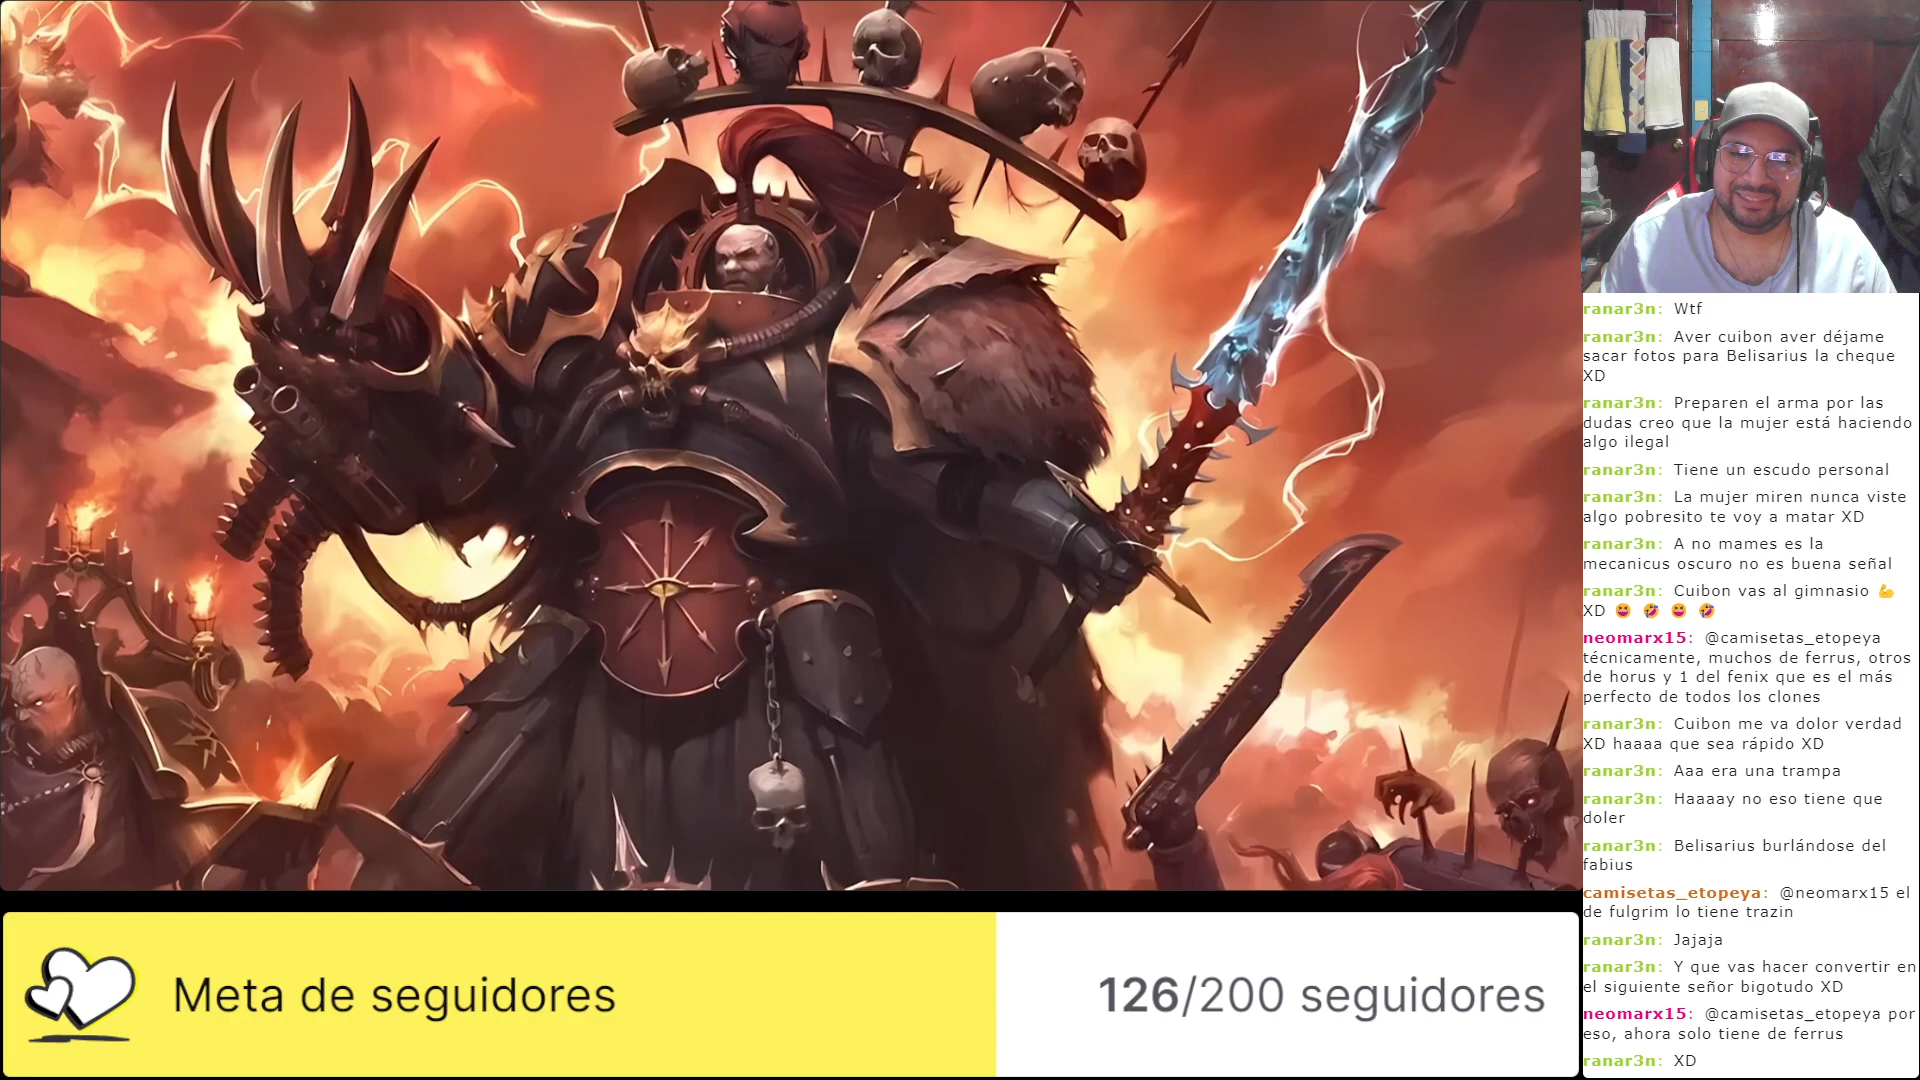 ranar3n: Wtf
ranar3n: Aver cuibon aver déjame
sacar fotos para Belisarius la cheque
XD
ranar3n: Preparen el arma por las
dudas creo que la mujer está haciendo
algo ilegal
ranar3n: Tiene un escudo personal
ranar3n: La mujer miren nunca viste
algo pobresito te voy a matar XD
ranar3n: A no mames es la
mecanicus oscuro no es buena señal
ranar3n: Cuibon vas al gimnasio 💪
XD 😆 🤣 😆 🤣
neomarx15: @camisetas_etopeya
técnicamente, muchos de ferrus, otros
de horus y 1 del fenix que es el más
perfecto de todos los clones
ranar3n: Cuibon me va dolor verdad
XD haaaa que sea rápido XD
ranar3n: Aaa era una trampa
ranar3n: Haaaay no eso tiene que
doler
ranar3n: Belisarius burlándose del
fabius
camisetas_etopeya: @neomarx15 el
de fulgrim lo tiene trazin
ranar3n: Jajaja
ranar3n: Y que vas hacer convertir en
el siguiente señor bigotudo XD
neomarx15: @camisetas_etopeya por
eso, ahora solo tiene de ferrus
ranar3n: XD
Meta de seguidores
126/200 seguidores